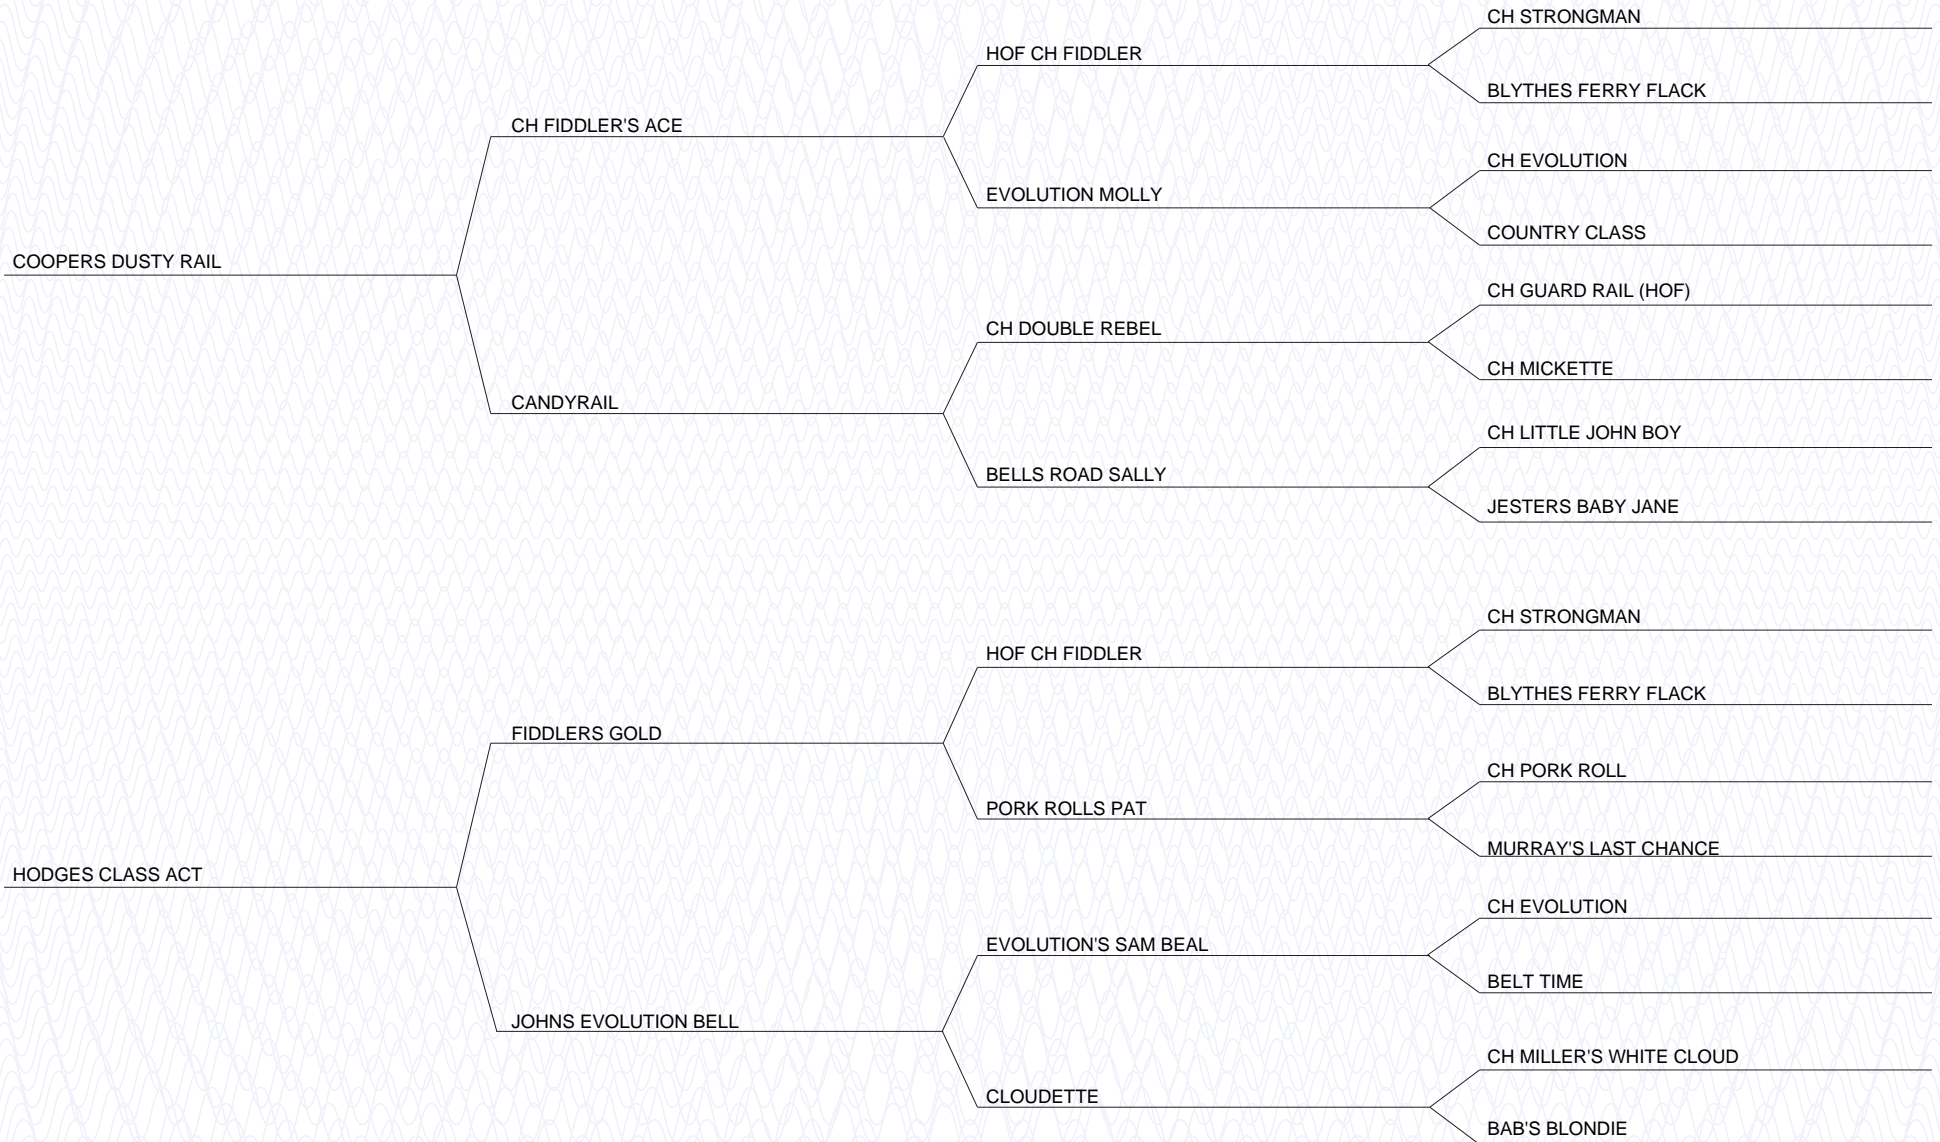 CH STRONGMAN
HOF CH FIDDLER
BLYTHES FERRY FLACK
CH FIDDLER'S ACE
CH EVOLUTION
EVOLUTION MOLLY
COUNTRY CLASS
COOPERS DUSTY RAIL
CH GUARD RAIL (HOF)
CH DOUBLE REBEL
CH MICKETTE
CANDYRAIL
CH LITTLE JOHN BOY
BELLS ROAD SALLY
JESTERS BABY JANE
CH STRONGMAN
HOF CH FIDDLER
BLYTHES FERRY FLACK
FIDDLERS GOLD
CH PORK ROLL
PORK ROLLS PAT
MURRAY'S LAST CHANCE
HODGES CLASS ACT
CH EVOLUTION
EVOLUTION'S SAM BEAL
BELT TIME
JOHNS EVOLUTION BELL
CH MILLER'S WHITE CLOUD
CLOUDETTE
BAB'S BLONDIE